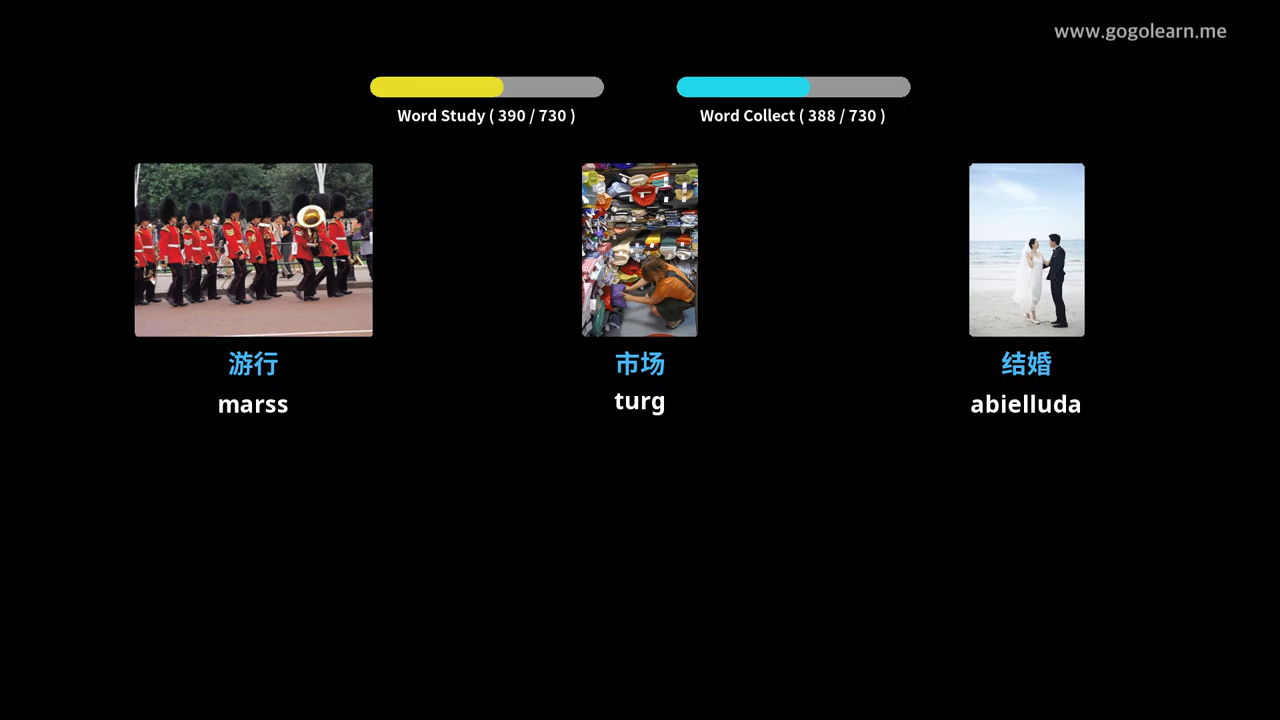 www.gogolearn.me
Word Study ( 390 / 730 )
Word Collect ( 388 / 730 )
游行
市场
结婚
marss
turg
abielluda